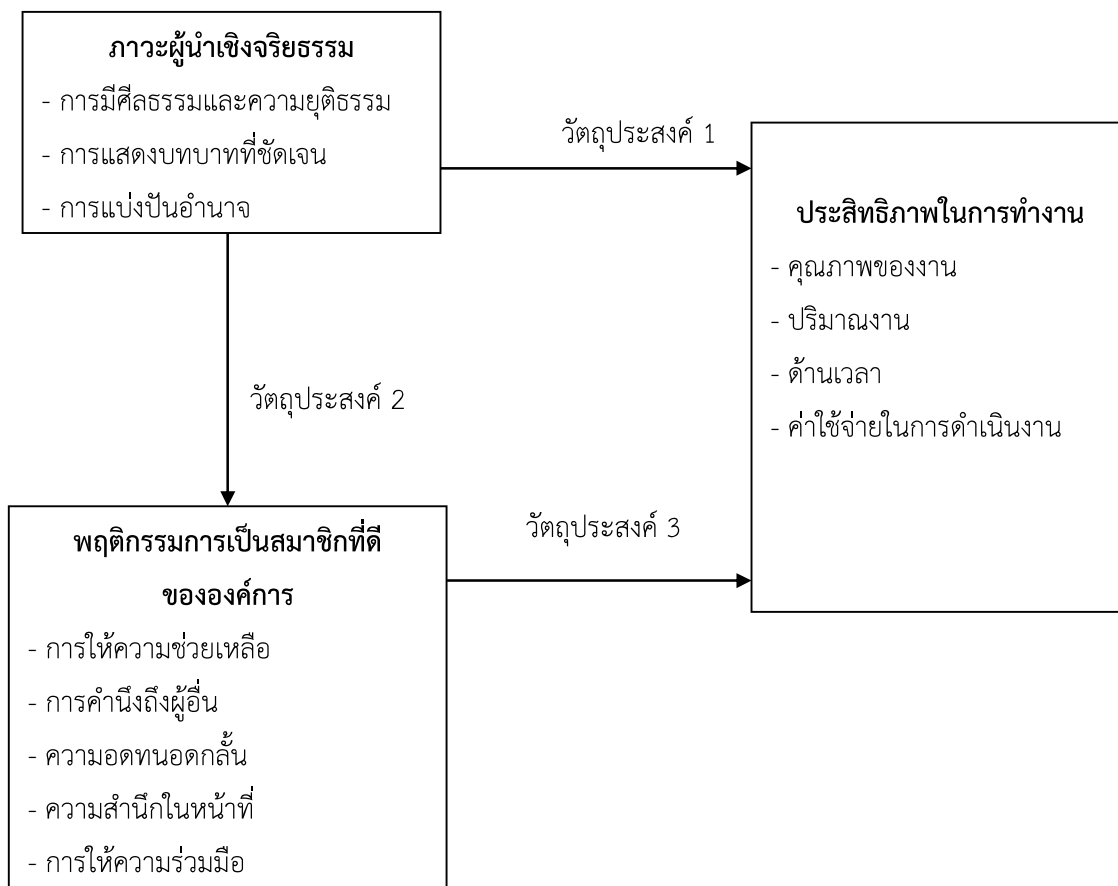 ภาวะผู้นำเชิงจริยธรรม
- การมีศีลธรรมและความยุติธรรม
- การแสดงบทบาทที่ชัดเจน
- การแบ่งปันอำนาจ
วัตถุประสงค์ 1
ประสิทธิภาพในการทำงาน
- คุณภาพของงาน
- ปริมาณงาน
- ด้านเวลา
- ค่าใช้จ่ายในการดำเนินงาน
วัตถุประสงค์ 2
พฤติกรรมการเป็นสมาชิกที่ดี
ขององค์การ
- การให้ความช่วยเหลือ
- การคำนึงถึงผู้อื่น
- ความอดทนอดกลั้น
- ความสำนึกในหน้าที่
- การให้ความร่วมมือ
วัตถุประสงค์ 3